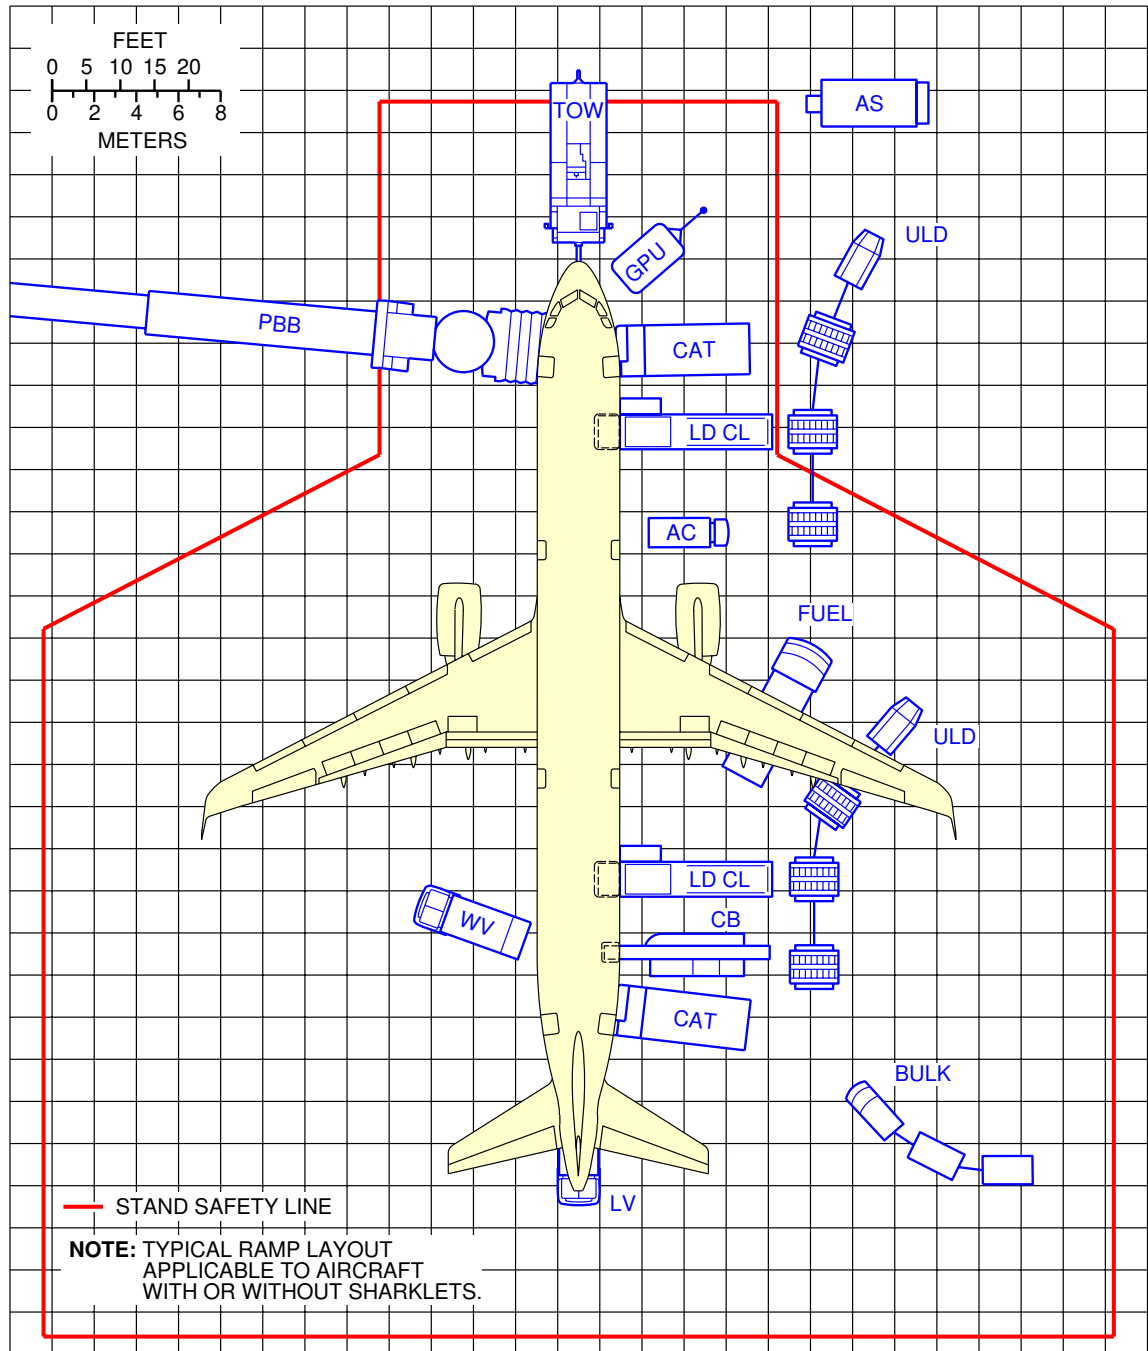 FEET
0 5 10 15 20
0 2 4 6 8
METERS
TOW
AS
GPU
ULD
PBB
CAT
LD CL
AC
FUEL
ULD
LD CL
CB
WV
CAT
BULK
LV
STAND SAFETY LINE
NOTE: TYPICAL RAMP LAYOUT
APPLICABLE TO AIRCRAFT
WITH OR WITHOUT SHARKLETS.